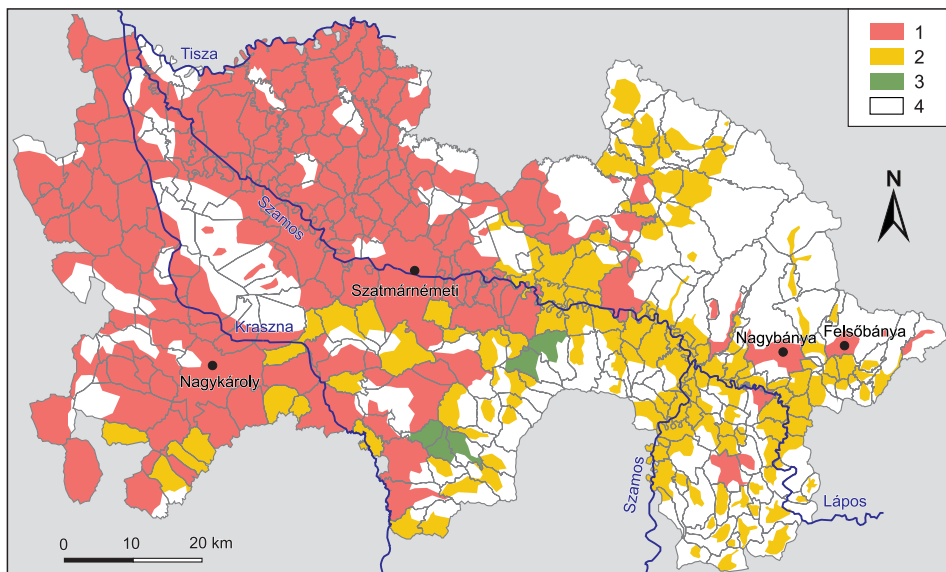 Tisza
1
2
3
4
N
Szamos
Szatmárnémeti
Kraszna
Nagykároly
Nagybánya
Felsőbánya
Szamos
Lápos
0 10 20 km